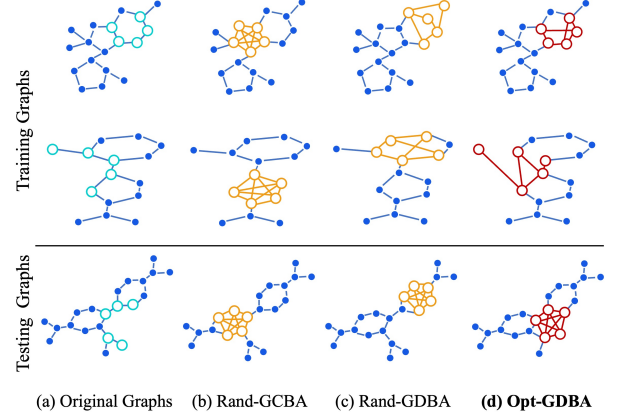 Training Graphs
Testing Graphs
(a) Original Graphs (b) Rand-GCBA (c) Rand-GDBA (d) Opt-GDBA